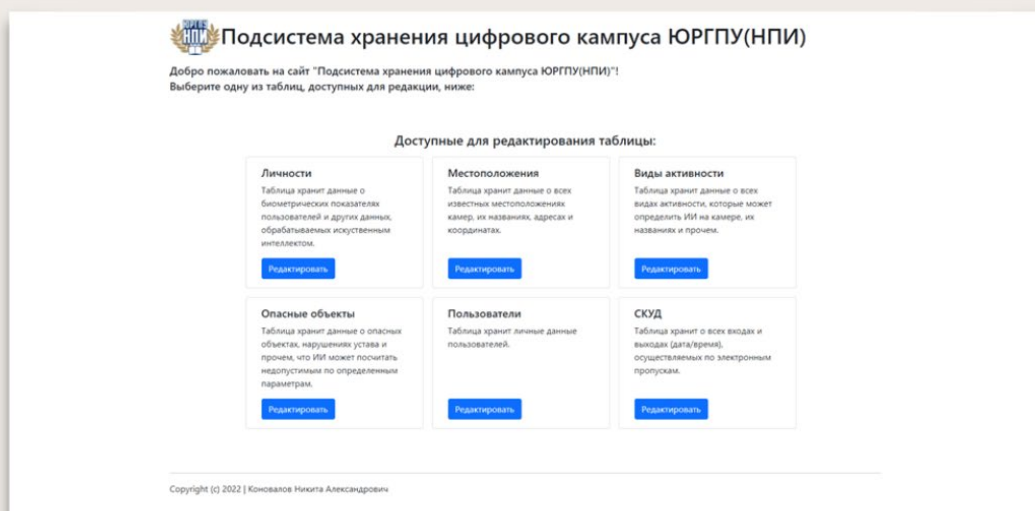 ЮРГПУ
НПИ
Подсистема хранения цифрового кампуса ЮРГПУ(НПИ)
Добро пожаловать на сайт "Подсистема хранения цифрового кампуса ЮРГПУ(НПИ)"!
Выберите одну из таблиц, доступных для редакции, ниже:
Доступные для редактирования таблицы:
Личности
Таблица хранит данные о
биометрических показателях
пользователей и других данных,
обрабатываемых искуственным
интеллектом.
Редактировать
Местоположения
Таблица хранит данные о всех
известных местоположениях
камер, их названиях, адресах и
координатах.
Редактировать
Виды активности
Таблица хранит данные о всех
видах активности, которые может
определить ИИ на камере, их
названиях и прочем.
Редактировать
Опасные объекты
Таблица хранит данные о опасных
объектах, нарушениях устава и
прочем, что ИИ может посчитать
недопустимым по определенным
параметрам.
Редактировать
Пользователи
Таблица хранит личные данные
пользователей.
Редактировать
СКУД
Таблица хранит о всех входах и
выходах (дата/время),
осуществляемых по электронным
пропускам.
Редактировать
Copyright (c) 2022 | Коновалов Никита Александрович